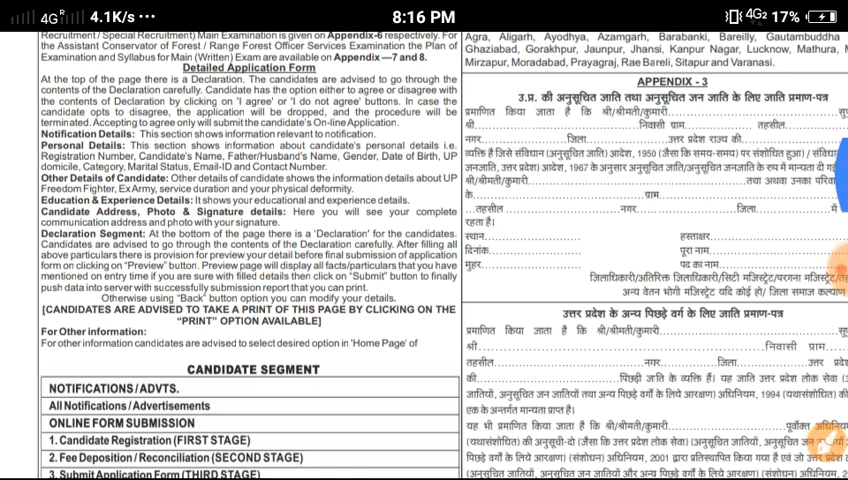 4G R 4.1K/s ... 8:16 PM 4G2 17%
Recruitment / Special Recruitment) Main Examination is given on Appendix-6 respectively. For
the Assistant Conservator of Forest / Range Forest Officer Services Examination the Plan of
Examination and Syllabus for Main (Written) Exam are available on Appendix —7 and 8.
Detailed Application Form
At the top of the page there is a Declaration. The candidates are advised to go through the
contents of the Declaration carefully. Candidate has the option either to agree or disagree with
the contents of Declaration by clicking on 'I agree' or 'I do not agree' buttons. In case the
candidate opts to disagree, the application will be dropped, and the procedure will be
terminated. Accepting to agree only will submit the candidate's On-line Application.
Notification Details: This section shows information relevant to notification.
Personal Details: This section shows information about candidate's personal details i.e.
Registration Number, Candidate's Name, Father/Husband's Name, Gender, Date of Birth, UP
domicile, Category, Marital Status, Email-ID and Contact Number.
Other Details of Candidate: Other details of candidate shows the information details about UP
Freedom Fighter, Ex Army, service duration and your physical deformity.
Education & Experience Details: It shows your educational and experience details.
Candidate Address, Photo & Signature details: Here you will see your complete
communication address and photo with your signature.
Declaration Segment: At the bottom of the page there is a 'Declaration' for the candidates.
Candidates are advised to go through the contents of the Declaration carefully. After filling all
above particulars there is provision for preview your detail before final submission of application
form on clicking on "Preview" button. Preview page will display all facts/particulars that you have
mentioned on entry time if you are sure with filled details then click on "Submit" button to finally
push data into server with successfully submission report that you can print.
Otherwise using "Back" button option you can modify your details.
[CANDIDATES ARE ADVISED TO TAKE A PRINT OF THIS PAGE BY CLICKING ON THE
"PRINT" OPTION AVAILABLE]
For Other information:
For other information candidates are advised to select desired option in 'Home Page' of
CANDIDATE SEGMENT
NOTIFICATIONS / ADVTS.
All Notifications / Advertisements
ONLINE FORM SUBMISSION
1. Candidate Registration (FIRST STAGE)
2. Fee Deposition / Reconciliation (SECOND STAGE)
3. Submit Application Form (THIRD STAGE)
Agra, Aligarh, Ayodhya, Azamgarh, Barabanki, Bareilly, Gautambuddha
Ghaziabad, Gorakhpur, Jaunpur, Jhansi, Kanpur Nagar, Lucknow, Mathura,
Mirzapur, Moradabad, Prayagraj, Rae Bareli, Sitapur and Varanasi.
APPENDIX - 3
उ.प्र. की अनुसूचित जाति तथा अनुसूचित जन जाति के लिए जाति प्रमाण-पत्र
प्रमाणित किया जाता है कि श्री/श्रीमती/कुमारी
श्री निवासी ग्राम तहसील
नगर जिला उत्तर प्रदेश राज्य की
व्यक्ति है जिसे संविधान (अनुसूचित जाति) आदेश, 1950 (जैसा कि समय-समय) पर संशोधित हुआ) / संविधा
जनजाति, उत्तर प्रदेश) आदेश, 1967 के अनुसार अनुसूचित जाति/अनुसूचित जनजाति के रुप में मान्यता दी
श्री/श्रीमती/कुमारी तथा अथवा उनका परिवा
के ग्राम
तहसील नगर जिला में
रहता है।
स्थान हस्ताक्षर
दिनांक पूरा नाम
मुहर पद का नाम
जिलाधिकारी/अतिरिक्त जिलाधिकारी/सिटी मजिस्ट्रेट/परगना मजिस्ट्रेट/
अन्य वेतन भोगी मजिस्ट्रेट यदि कोई हो/ जिला समाज कल्याण
उत्तर प्रदेश के अन्य पिछड़े वर्ग के लिए जाति प्रमाण-पत्र
प्रमाणित किया जाता है कि श्री/श्रीमती/कुमारी
श्री निवासी ग्राम
तहसील नगर जिला उत्तर
की पिछड़ी जाति के व्यक्ति हैं। यह जाति उत्तर प्रदेश लोक सेवा
जातियों, अनुसूचित जन जातियों तथा अन्य पिछड़े वर्गों के लिये आरक्षण) अधिनियम, 1994 (यथासंशोधित) की
एक के अन्तर्गत मान्यता प्राप्त है।
यह भी प्रमाणित किया जाता है कि श्री/श्रीमती/कुमारी पूर्वोक्त
(यथासंशोधित) की अनुसूची-दो (जैसा कि उत्तर प्रदेश लोक सेवा) (अनुसूचित जातियों, अनुसूचित जन
पिछड़े वर्गों के लिये आरक्षण) (संशोधन) अधिनियम, 2001 द्वारा प्रतिस्थापित किया गया है एवं जो उत्तर
(अनुसूचित जातियों, अनुसूचित जन जातियों और अन्य पिछड़े वर्गों के लिये आरक्षण) (संशोधन) अधिनियम,